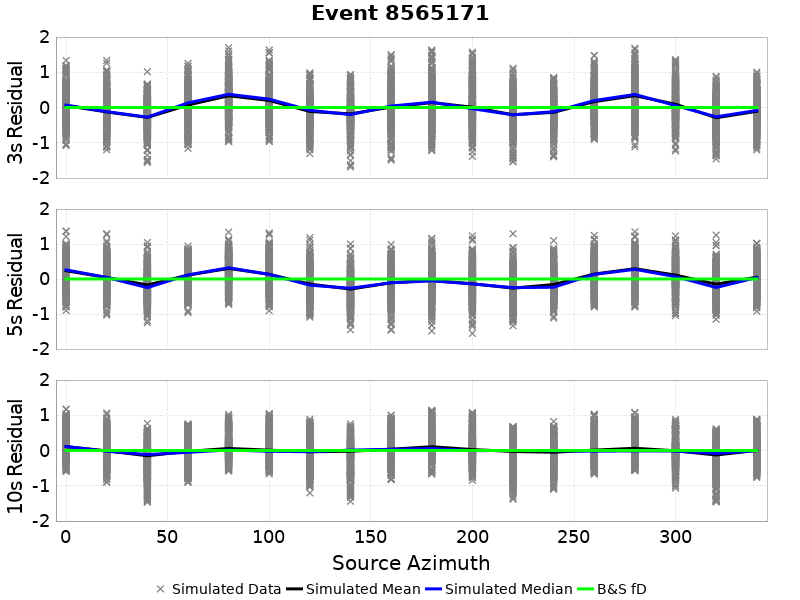 Event 8565171
3s Residual
2
1
0
-1
-2
5s Residual
2
1
0
-1
-2
10s Residual
2
1
0
-1
-2
0 50 100 150 200 250 300
Source Azimuth
Simulated Data Simulated Mean Simulated Median B&S fD